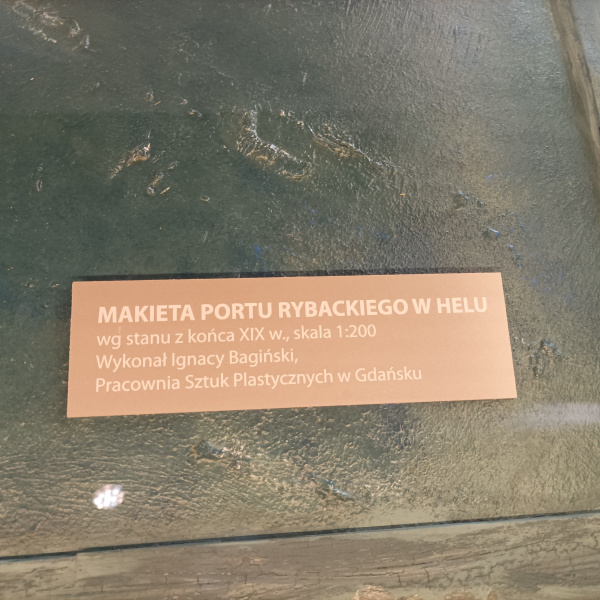 MAKIETA PORTU RYBACKIEGO W HELU
wg stanu z końca XIX w., skala 1:200
Wykonał Ignacy Bagiński,
Pracownia Sztuk Plastycznych w Gdańsku